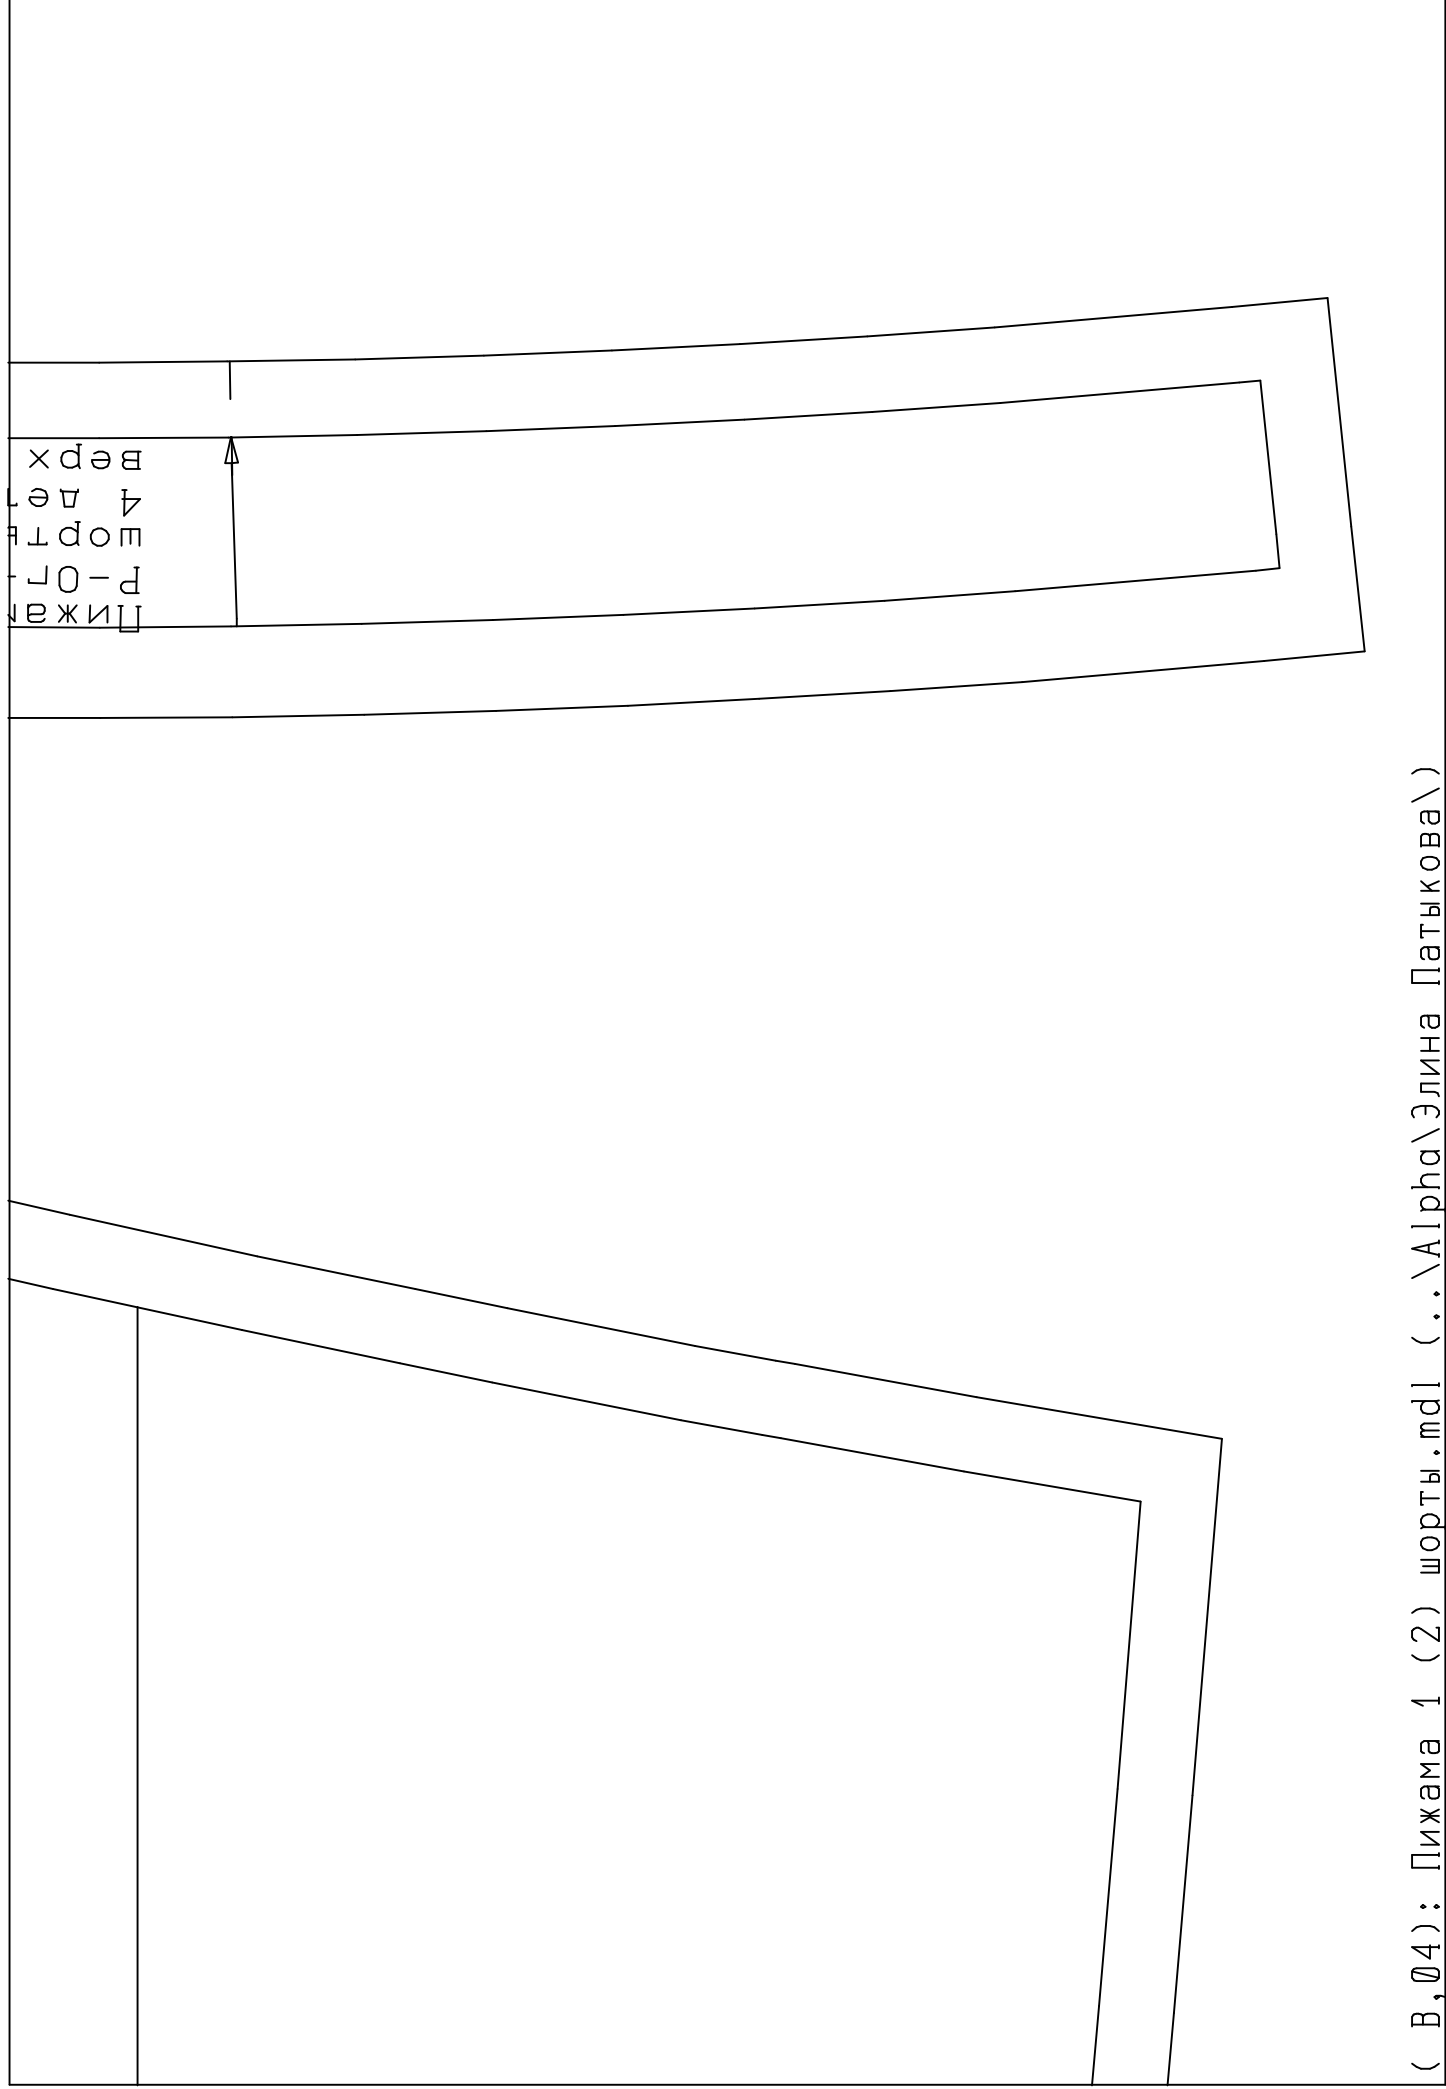 Пижам
Р-ОГ-
шорты
4 дет
верх
( B,04): Пижама 1 (2) шорты.mdl (..\Alpha\Элина Патыкова\)